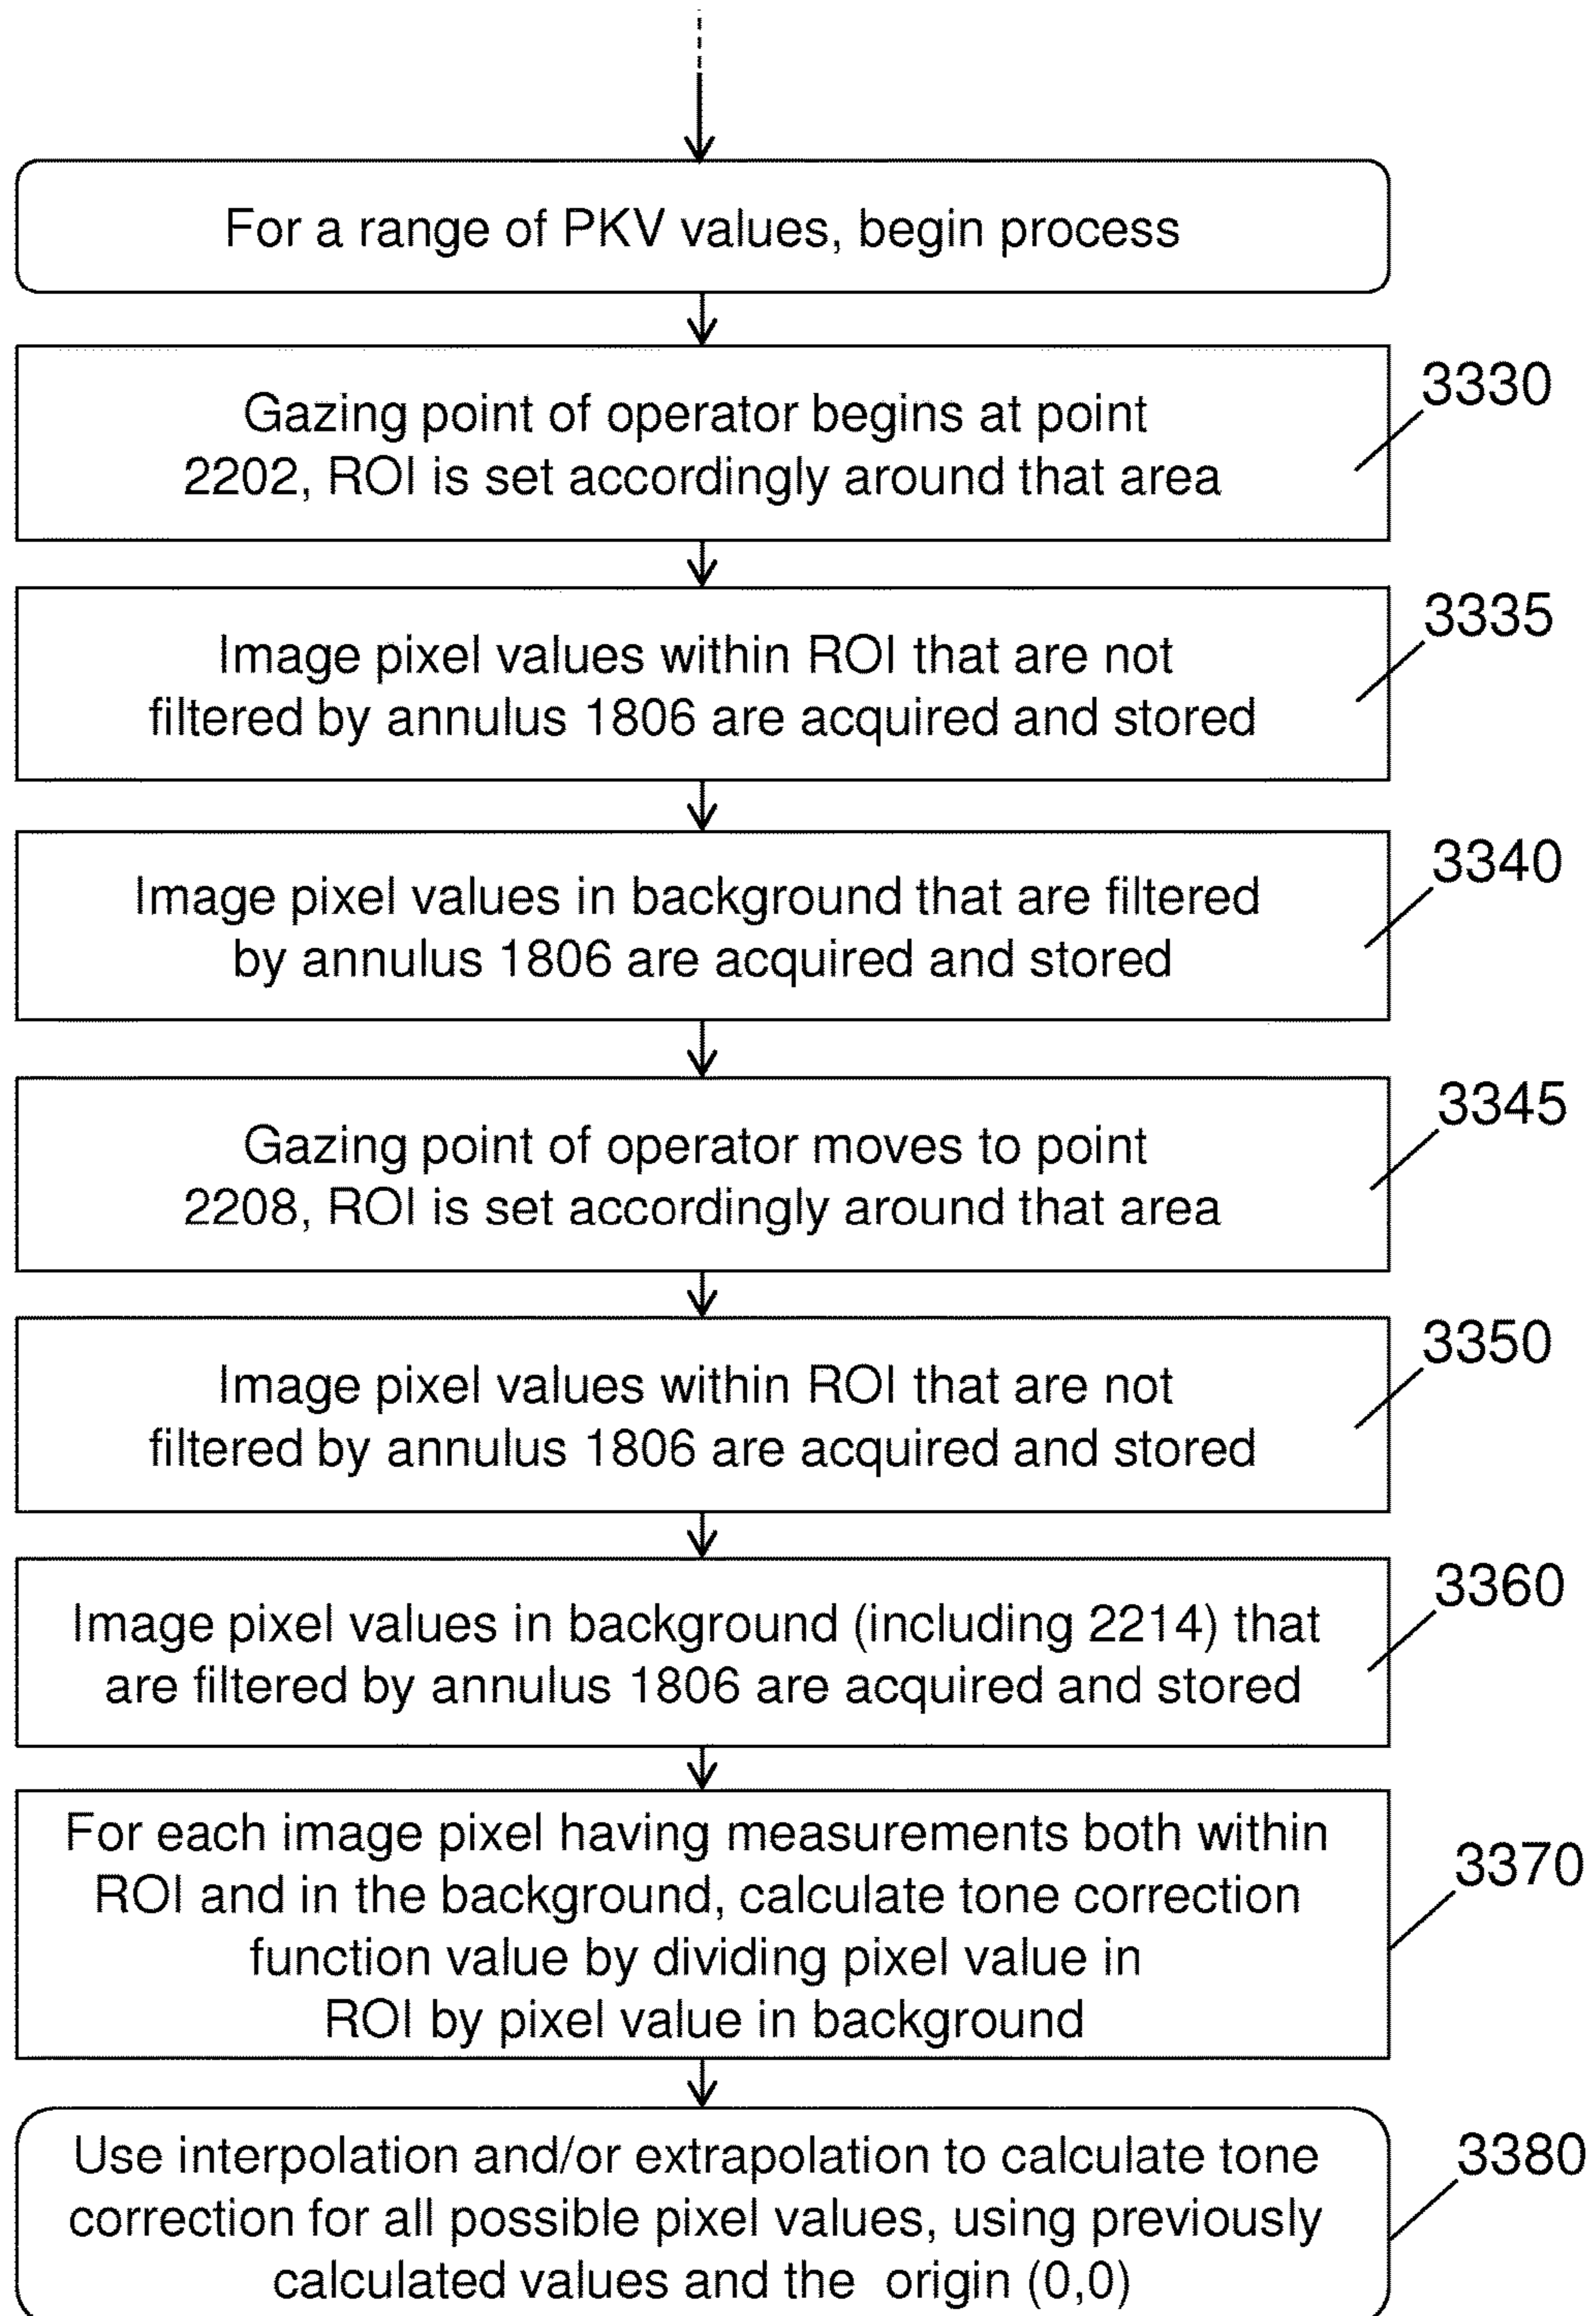 For a range of PKV values, begin process
Gazing point of operator begins at point
2202, ROI is set accordingly around that area
3330
Image pixel values within ROI that are not
filtered by annulus 1806 are acquired and stored
3335
Image pixel values in background that are filtered
by annulus 1806 are acquired and stored
3340
Gazing point of operator moves to point
2208, ROI is set accordingly around that area
3345
Image pixel values within ROI that are not
filtered by annulus 1806 are acquired and stored
3350
Image pixel values in background (including 2214) that
are filtered by annulus 1806 are acquired and stored
3360
For each image pixel having measurements both within
ROI and in the background, calculate tone correction
function value by dividing pixel value in
ROI by pixel value in background
3370
Use interpolation and/or extrapolation to calculate tone
correction for all possible pixel values, using previously
calculated values and the origin (0,0)
3380